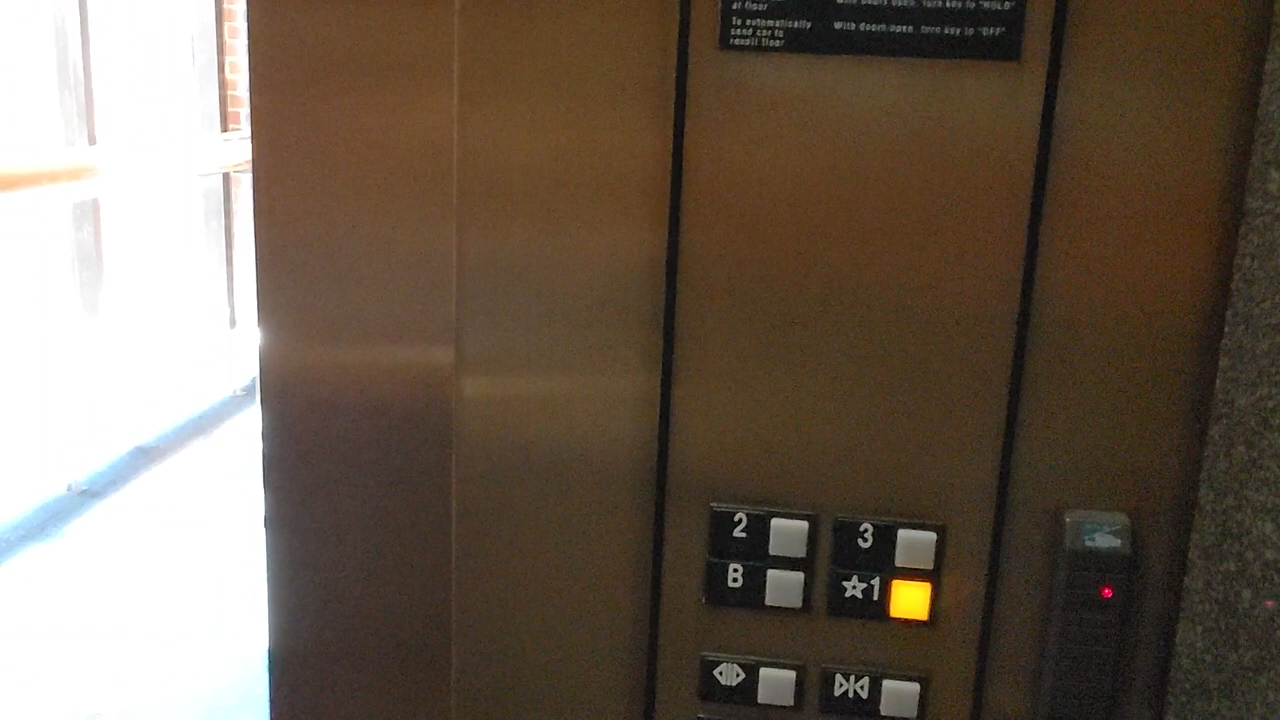 at floor
With doors open, turn key to "HOLD"
To automatically
send car to
recall floor
With door open, turn key to "OFF"
2
3
B
★1